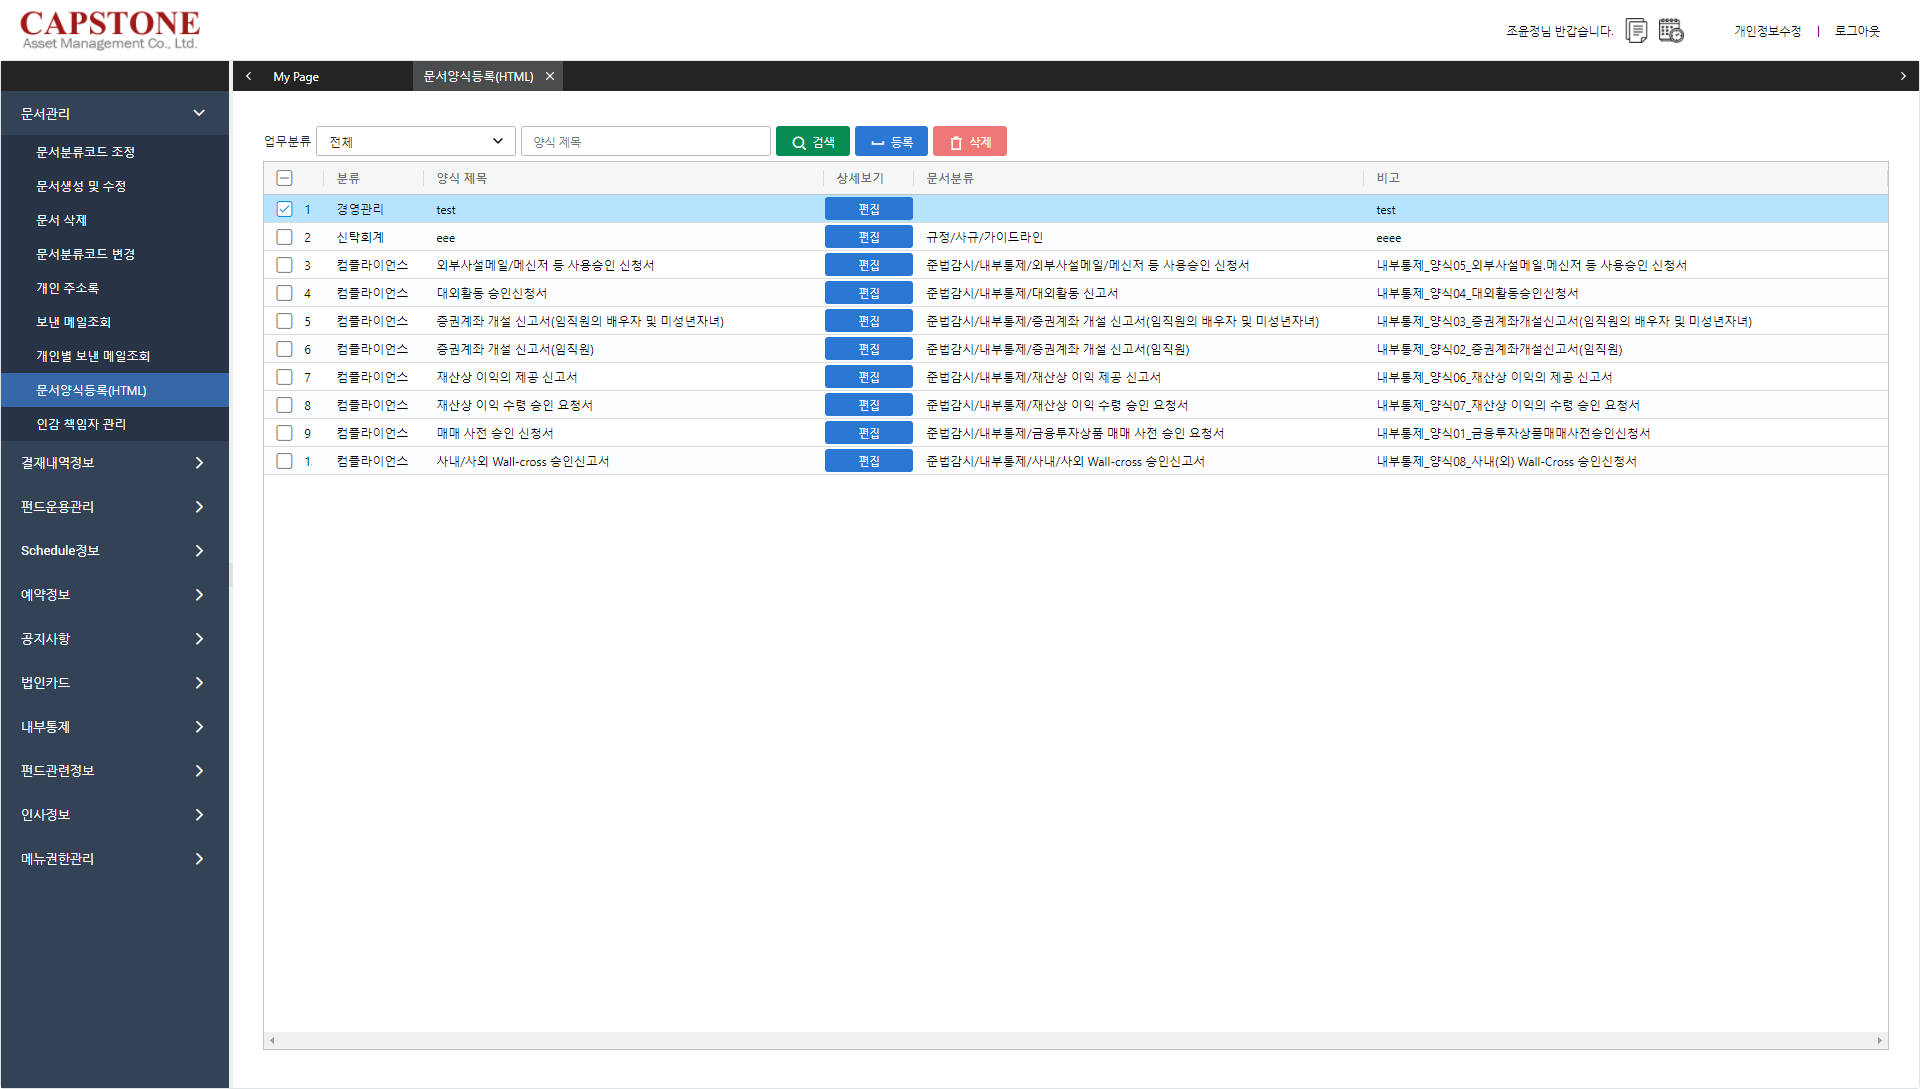 CAPSTONE
Asset Management Co., Ltd.
조윤정님 반갑습니다. 개인정보수정 | 로그아웃
My Page 문서양식등록(HTML)
문서관리
문서분류코드 조정
문서생성 및 수정
문서 삭제
문서분류코드 변경
개인 주소록
보낸 메일조회
개인별 보낸 메일조회
문서양식등록(HTML)
인감 책임자 관리
결재내역정보
펀드운용관리
Schedule정보
예약정보
공지사항
법인카드
내부통제
펀드관련정보
인사정보
메뉴권한관리
업무분류 전체 양식 제목 검색 등록 삭제
분류 양식 제목 상세보기 문서분류 비고
1 경영관리 test 편집 test
2 신탁회계 eee 편집 규정/사규/가이드라인 eeee
3 컴플라이언스 외부사설메일/메신저 등 사용승인 신청서 편집 준법감시/내부통제/외부사설메일/메신저 등 사용승인 신청서 내부통제_양식05_외부사설메일.메신저 등 사용승인 신청서
4 컴플라이언스 대외활동 승인신청서 편집 준법감시/내부통제/대외활동 신고서 내부통제_양식04_대외활동승인신청서
5 컴플라이언스 증권계좌 개설 신고서(임직원의 배우자 및 미성년자녀) 편집 준법감시/내부통제/증권계좌 개설 신고서(임직원의 배우자 및 미성년자녀) 내부통제_양식03_증권계좌개설신고서(임직원의 배우자 및 미성년자녀)
6 컴플라이언스 증권계좌 개설 신고서(임직원) 편집 준법감시/내부통제/증권계좌 개설 신고서(임직원) 내부통제_양식02_증권계좌개설신고서(임직원)
7 컴플라이언스 재산상 이익의 제공 신고서 편집 준법감시/내부통제/재산상 이익 제공 신고서 내부통제_양식06_재산상 이익의 제공 신고서
8 컴플라이언스 재산상 이익 수령 승인 요청서 편집 준법감시/내부통제/재산상 이익 수령 승인 요청서 내부통제_양식07_재산상 이익의 수령 승인 요청서
9 컴플라이언스 매매 사전 승인 신청서 편집 준법감시/내부통제/금융투자상품 매매 사전 승인 요청서 내부통제_양식01_금융투자상품매매사전승인신청서
1. 컴플라이언스 사내/사외 Wall-cross 승인신고서 편집 준법감시/내부통제/사내/사외 Wall-cross 승인신고서 내부통제_양식08_사내(외) Wall-Cross 승인신청서